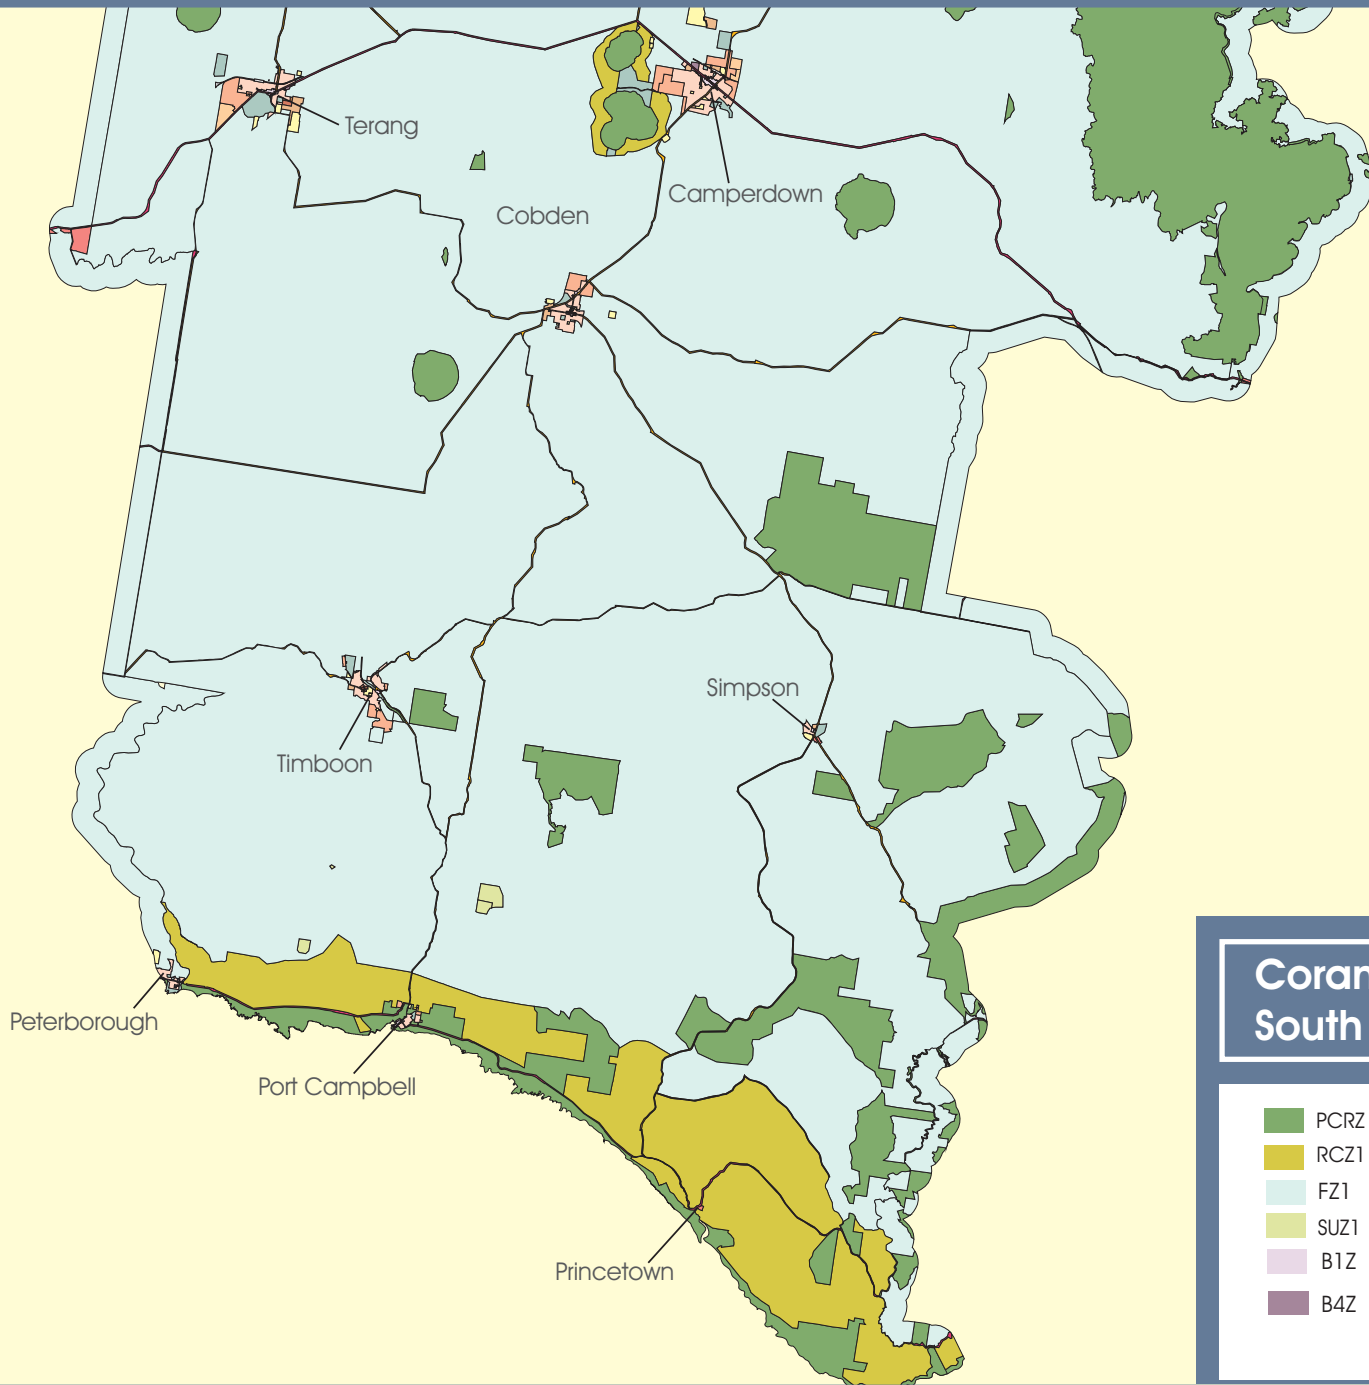 Terang
Camperdown
Cobden
Simpson
Timboon
Peterborough
Port Campbell
Princetown
Coran
South
PCRZ
RCZ1
FZ1
SUZ1
B1Z
B4Z